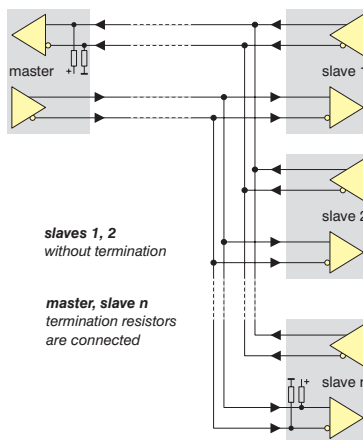 master
slave 1
slave 2
slaves 1, 2
without termination
master, slave n
termination resistors
are connected
slave n
+
+